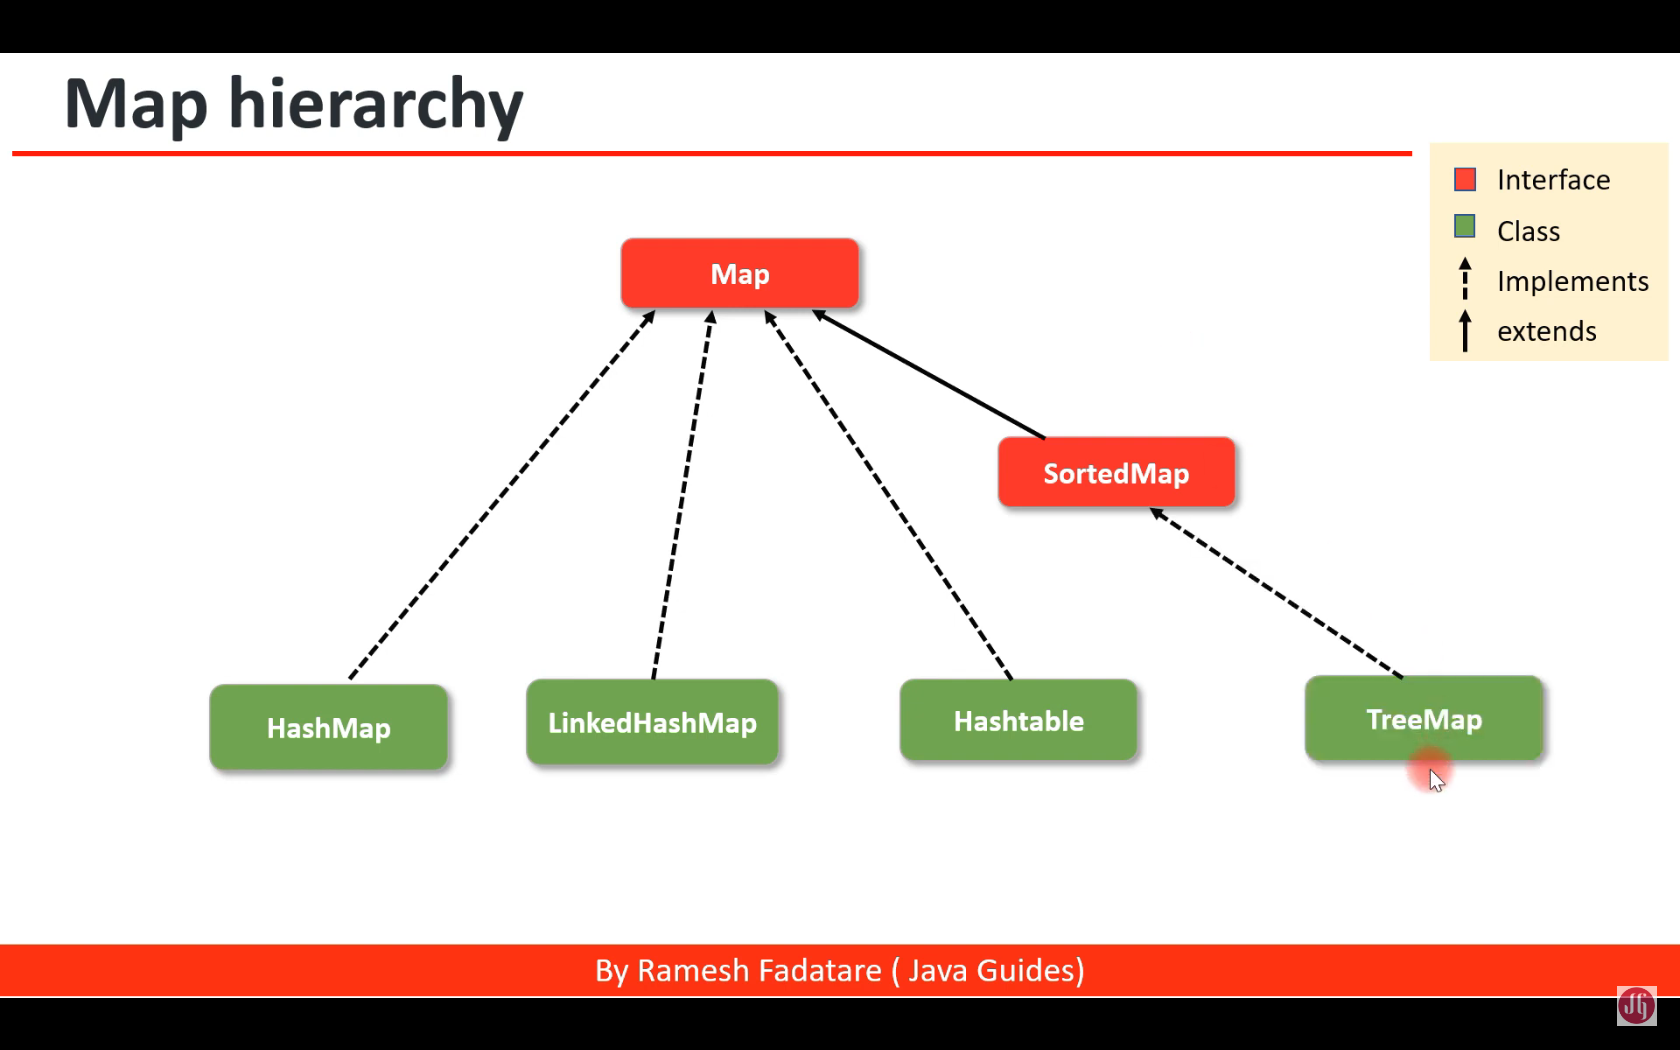 Map hierarchy
Interface
Class
Implements
extends
Map
SortedMap
HashMap
LinkedHashMap
Hashtable
TreeMap
By Ramesh Fadatare ( Java Guides)